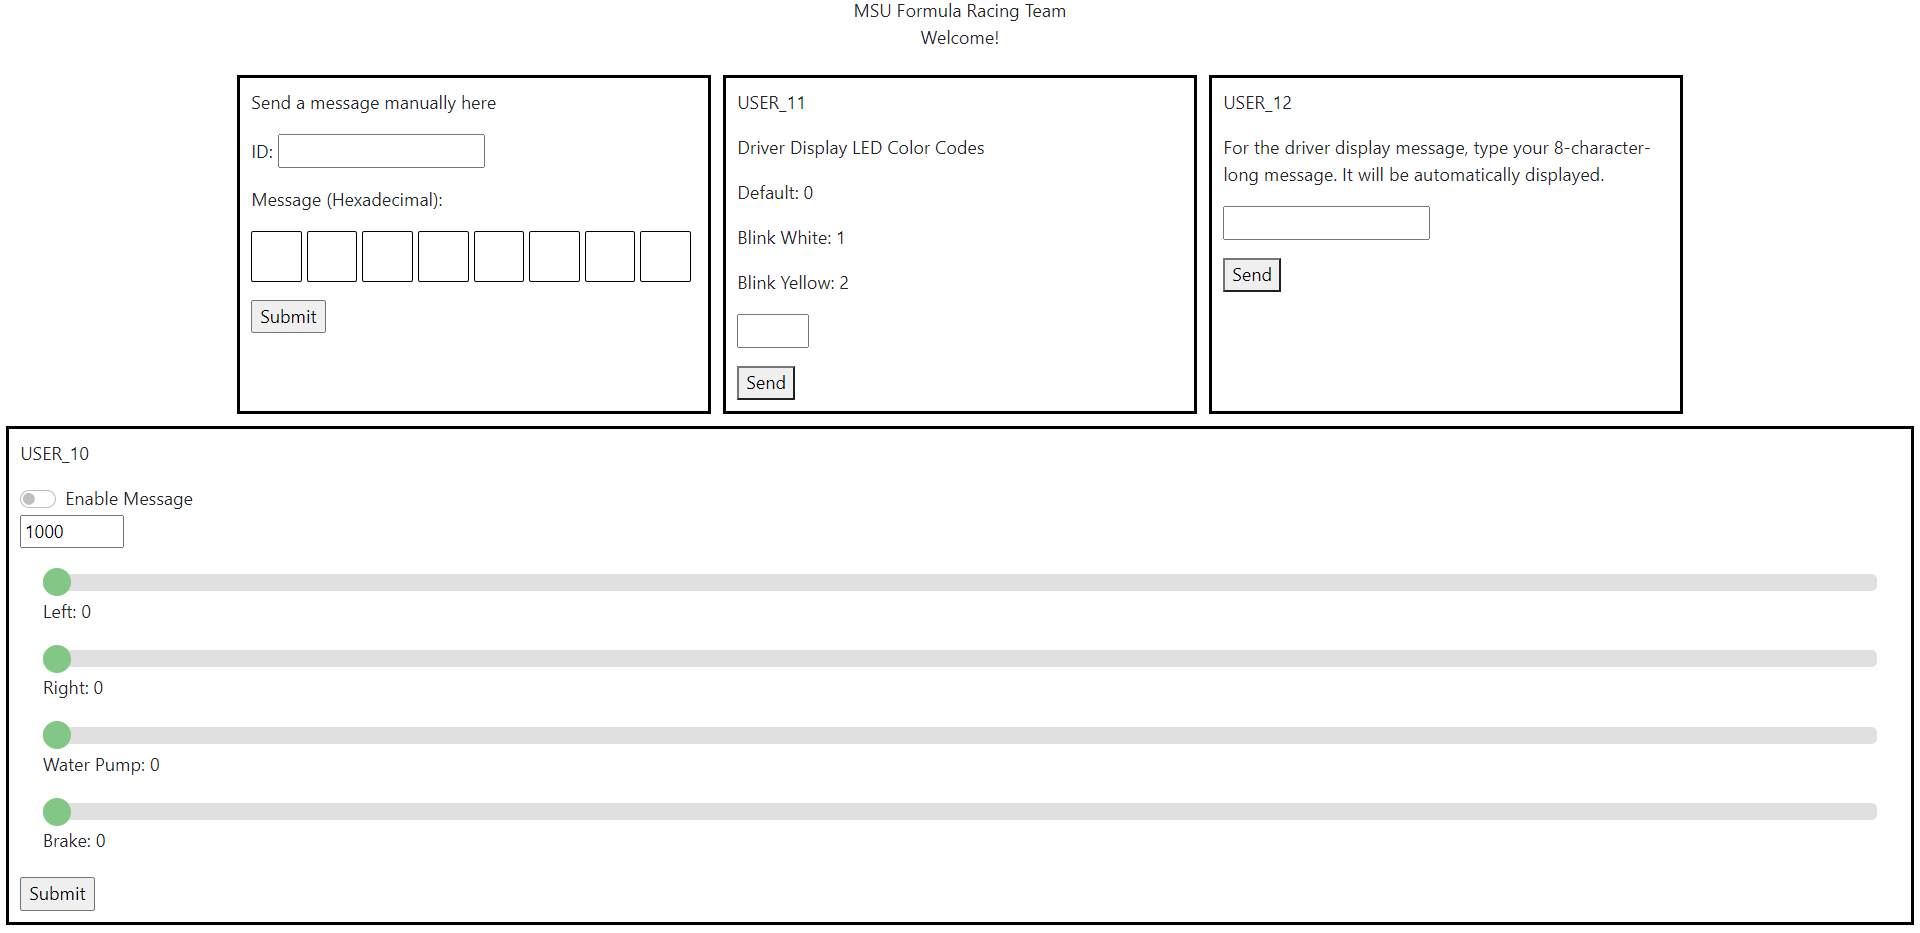 MSU Formula Racing Team
Welcome!
Send a message manually here
ID:
Message (Hexadecimal):
Submit
USER_11
Driver Display LED Color Codes
Default: 0
Blink White: 1
Blink Yellow: 2
Send
USER_12
For the driver display message, type your 8-character-
long message. It will be automatically displayed.
Send
USER_10
Enable Message
1000
Left: 0
Right: 0
Water Pump: 0
Brake: 0
Submit